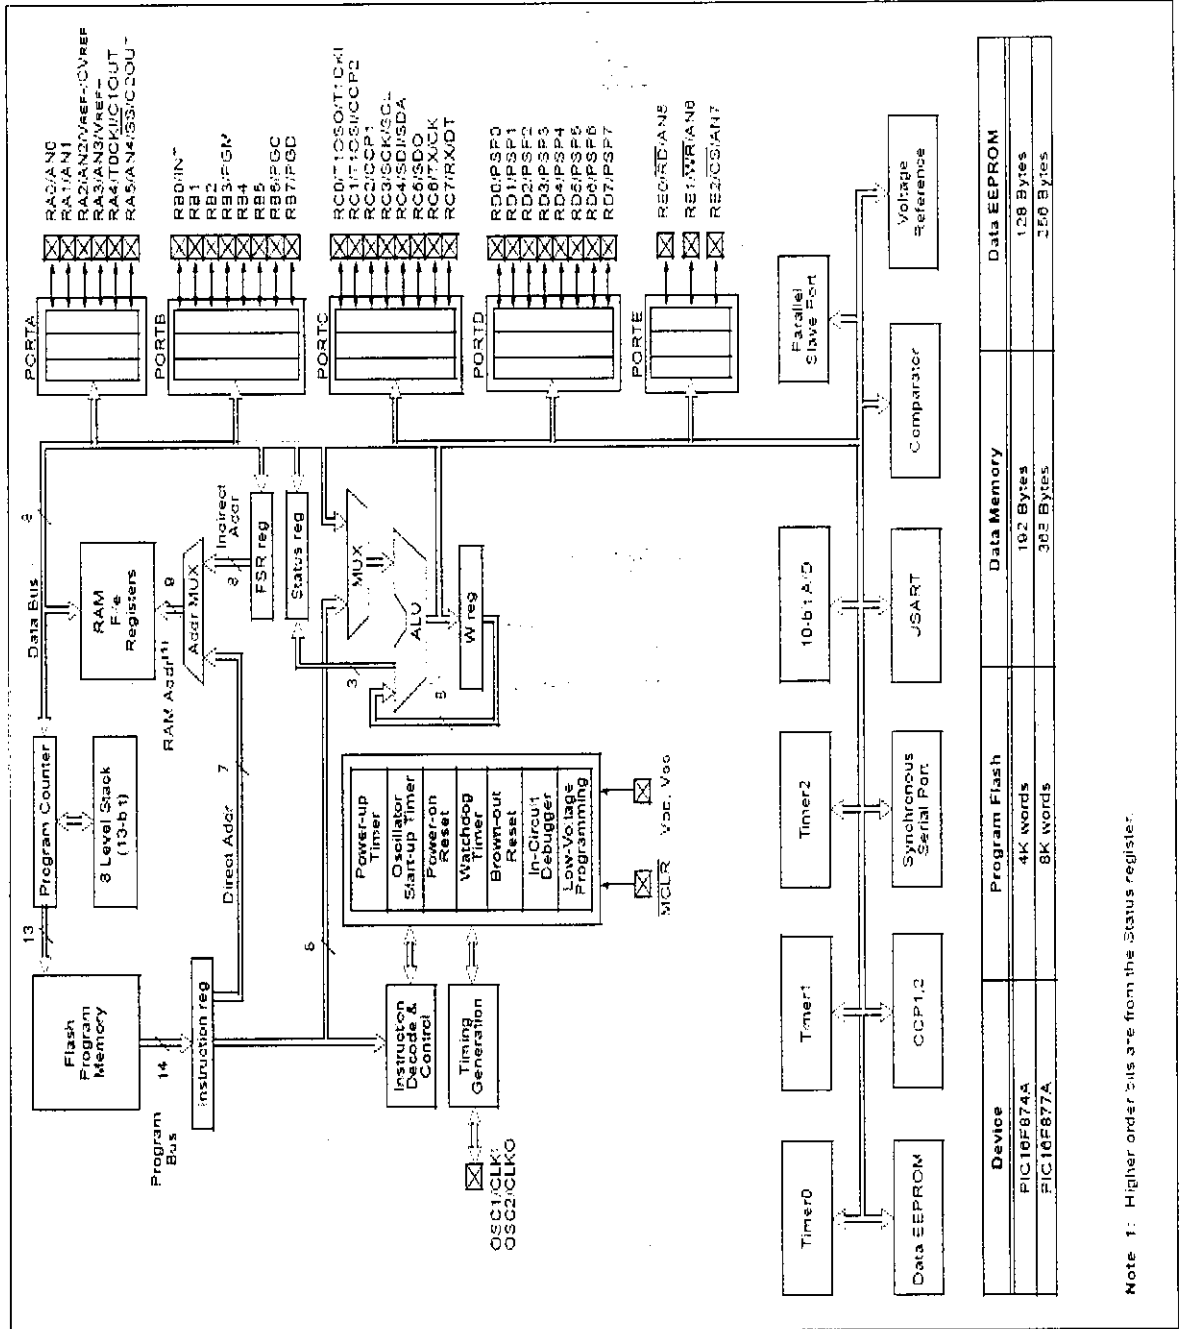 Data Bus
8
PORTA
RA0/AN0
RA1/AN1
RA2/AN2/VREF-/CVREF
RA3/AN3/VREF+
RA4/T0CKI/C1OUT
RA5/AN4/SS/C2OUT
13
Program Counter
Flash
Program
Memory
8 Level Stack
(13-bit)
RAM
File
Registers
RAM Addr(1)
9
Addr MUX
PORTB
RB0/INT
RB1
RB2
RB3/PGM
RB4
RB5
RB6/PGC
RB7/PGD
Program
Bus
14
Instruction reg
Direct Addr
7
8
Indirect
Addr
FSR reg
Status reg
PORTC
RC0/T1OSO/T1CKI
RC1/T1OSI/CCP2
RC2/CCP1
RC3/SCK/SCL
RC4/SDI/SDA
RC5/SDO
RC6/TX/CK
RC7/RX/DT
8
3
MUX
ALU
8
W reg
Instruction
Decode &
Control
Timing
Generation
OSC1/CLKI
OSC2/CLKO
Power-up
Timer
Oscillator
Start-up Timer
Power-on
Reset
Watchdog
Timer
Brown-out
Reset
In-Circuit
Debugger
Low-Voltage
Programming
MCLR
VDD, VSS
PORTD
RD0/PSP0
RD1/PSP1
RD2/PSP2
RD3/PSP3
RD4/PSP4
RD5/PSP5
RD6/PSP6
RD7/PSP7
PORTE
RE0/RD/AN5
RE1/WR/AN6
RE2/CS/AN7
Timer0
Timer1
Timer2
10-bit A/D
Parallel
Slave Port
Data EEPROM
CCP1,2
Synchronous
Serial Port
USART
Comparator
Voltage
Reference
Device Program Flash Data Memory Data EEPROM
PIC16F874A 4K words 192 Bytes 128 Bytes
PIC16F877A 8K words 368 Bytes 256 Bytes
Note 1: Higher order bits are from the Status register.